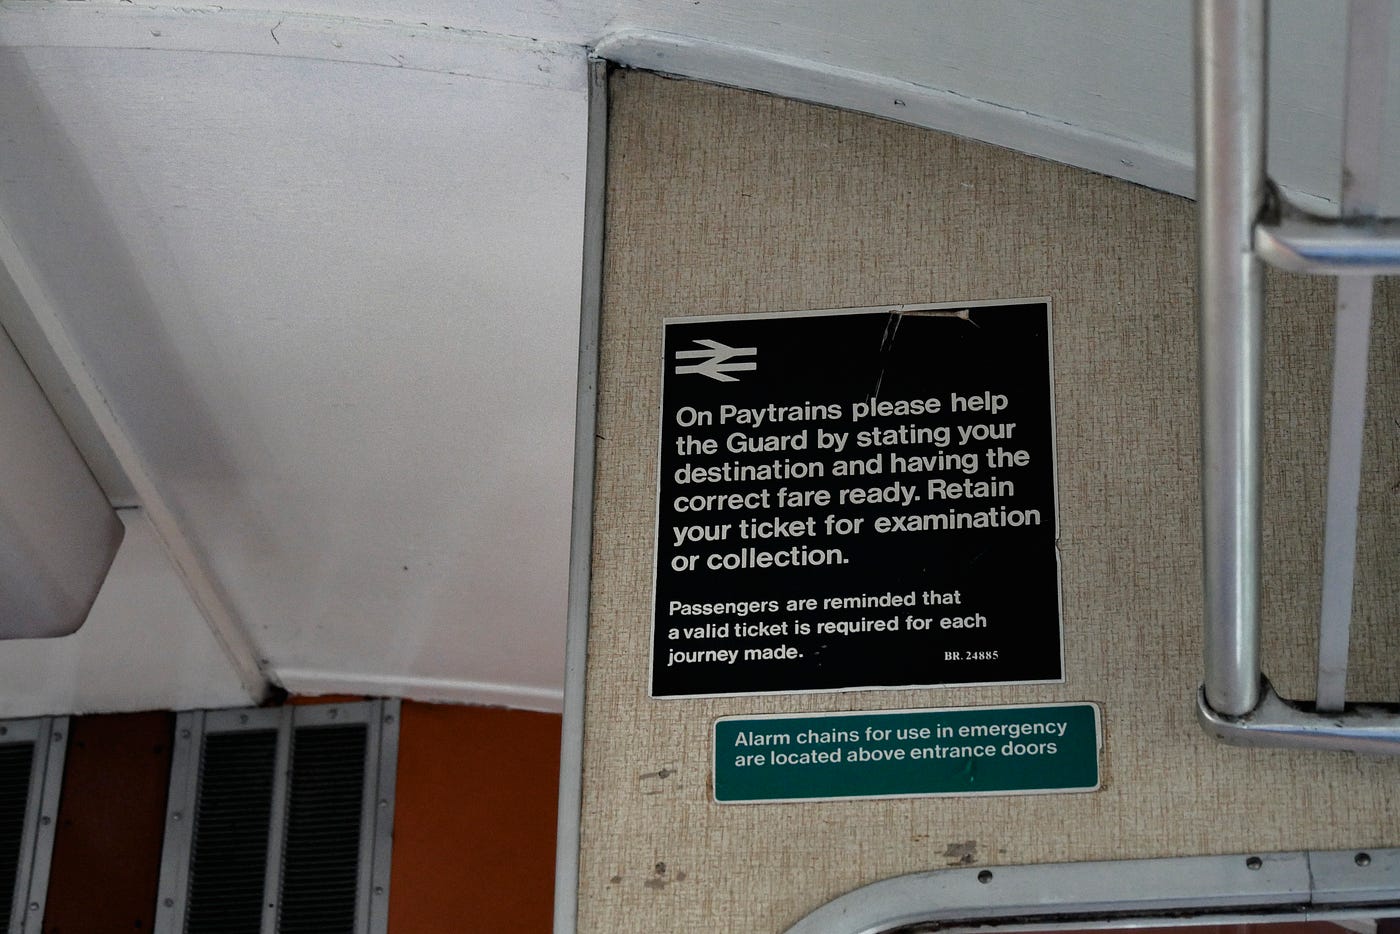 On Paytrains please help
the Guard by stating your
destination and having the
correct fare ready. Retain
your ticket for examination
or collection.
Passengers are reminded that
a valid ticket is required for each
journey made.
BR. 24885
Alarm chains for use in emergency
are located above entrance doors